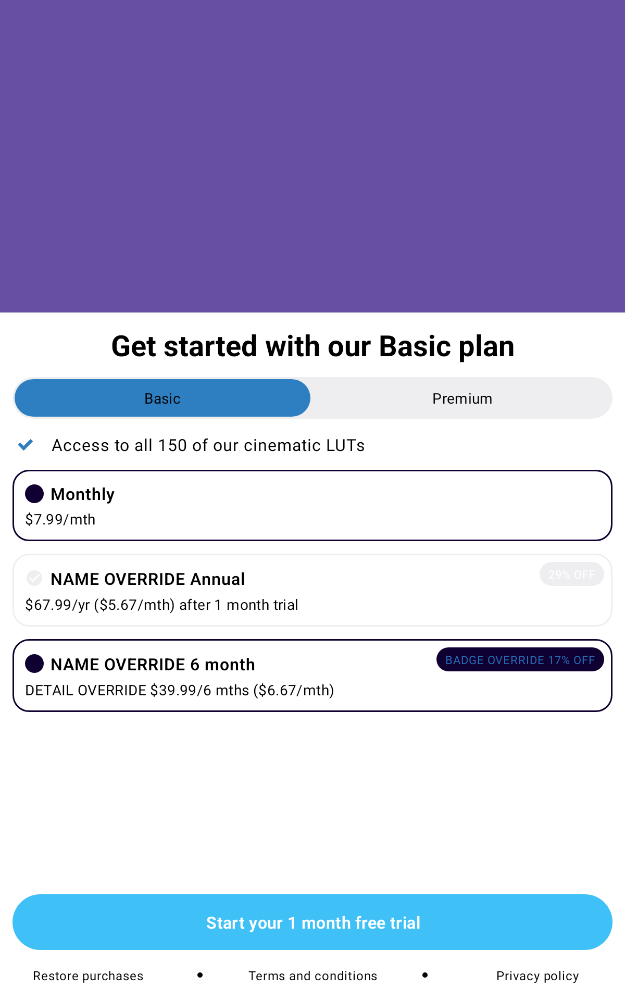 Get started with our Basic plan
Basic
Premium
Access to all 150 of our cinematic LUTs
Monthly
$7.99/mth
NAME OVERRIDE Annual
29% OFF
$67.99/yr ($5.67/mth) after 1 month trial
NAME OVERRIDE 6 month
BADGE OVERRIDE 17% OFF
DETAIL OVERRIDE $39.99/6 mths ($6.67/mth)
Start your 1 month free trial
Restore purchases • Terms and conditions • Privacy policy